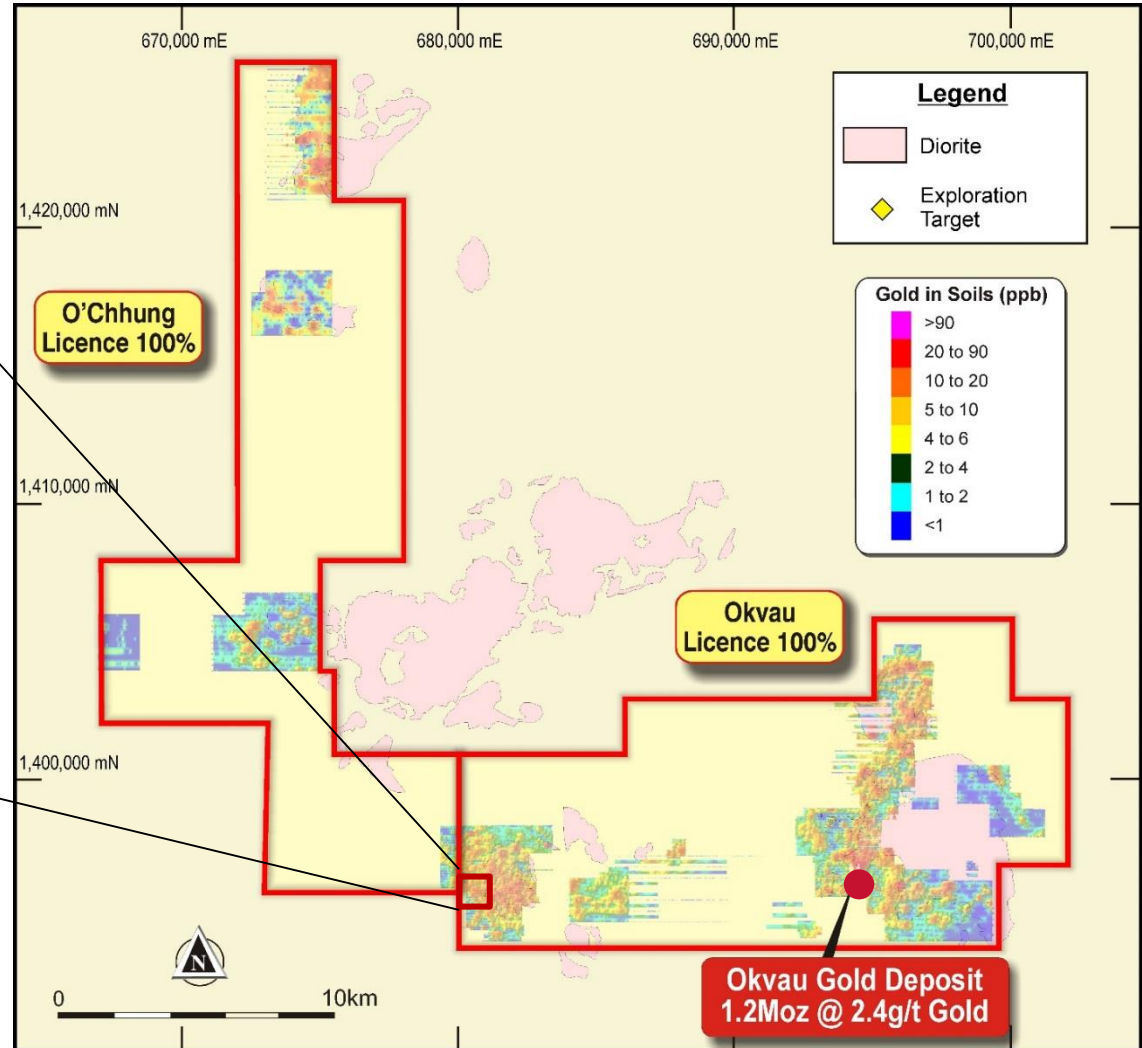 670,000 mE
680,000 mE
690,000 mE
700,000 mE
Legend
Diorite
Exploration
Target
1,420,000 mN
O'Chhung
Licence 100%
Gold in Soils (ppb)
>90
20 to 90
10 to 20
5 to 10
4 to 6
2 to 4
1 to 2
<1
1,410,000 mN
Okvau
Licence 100%
1,400,000 mN
N
0
10km
Okvau Gold Deposit
1.2Moz @ 2.4g/t Gold